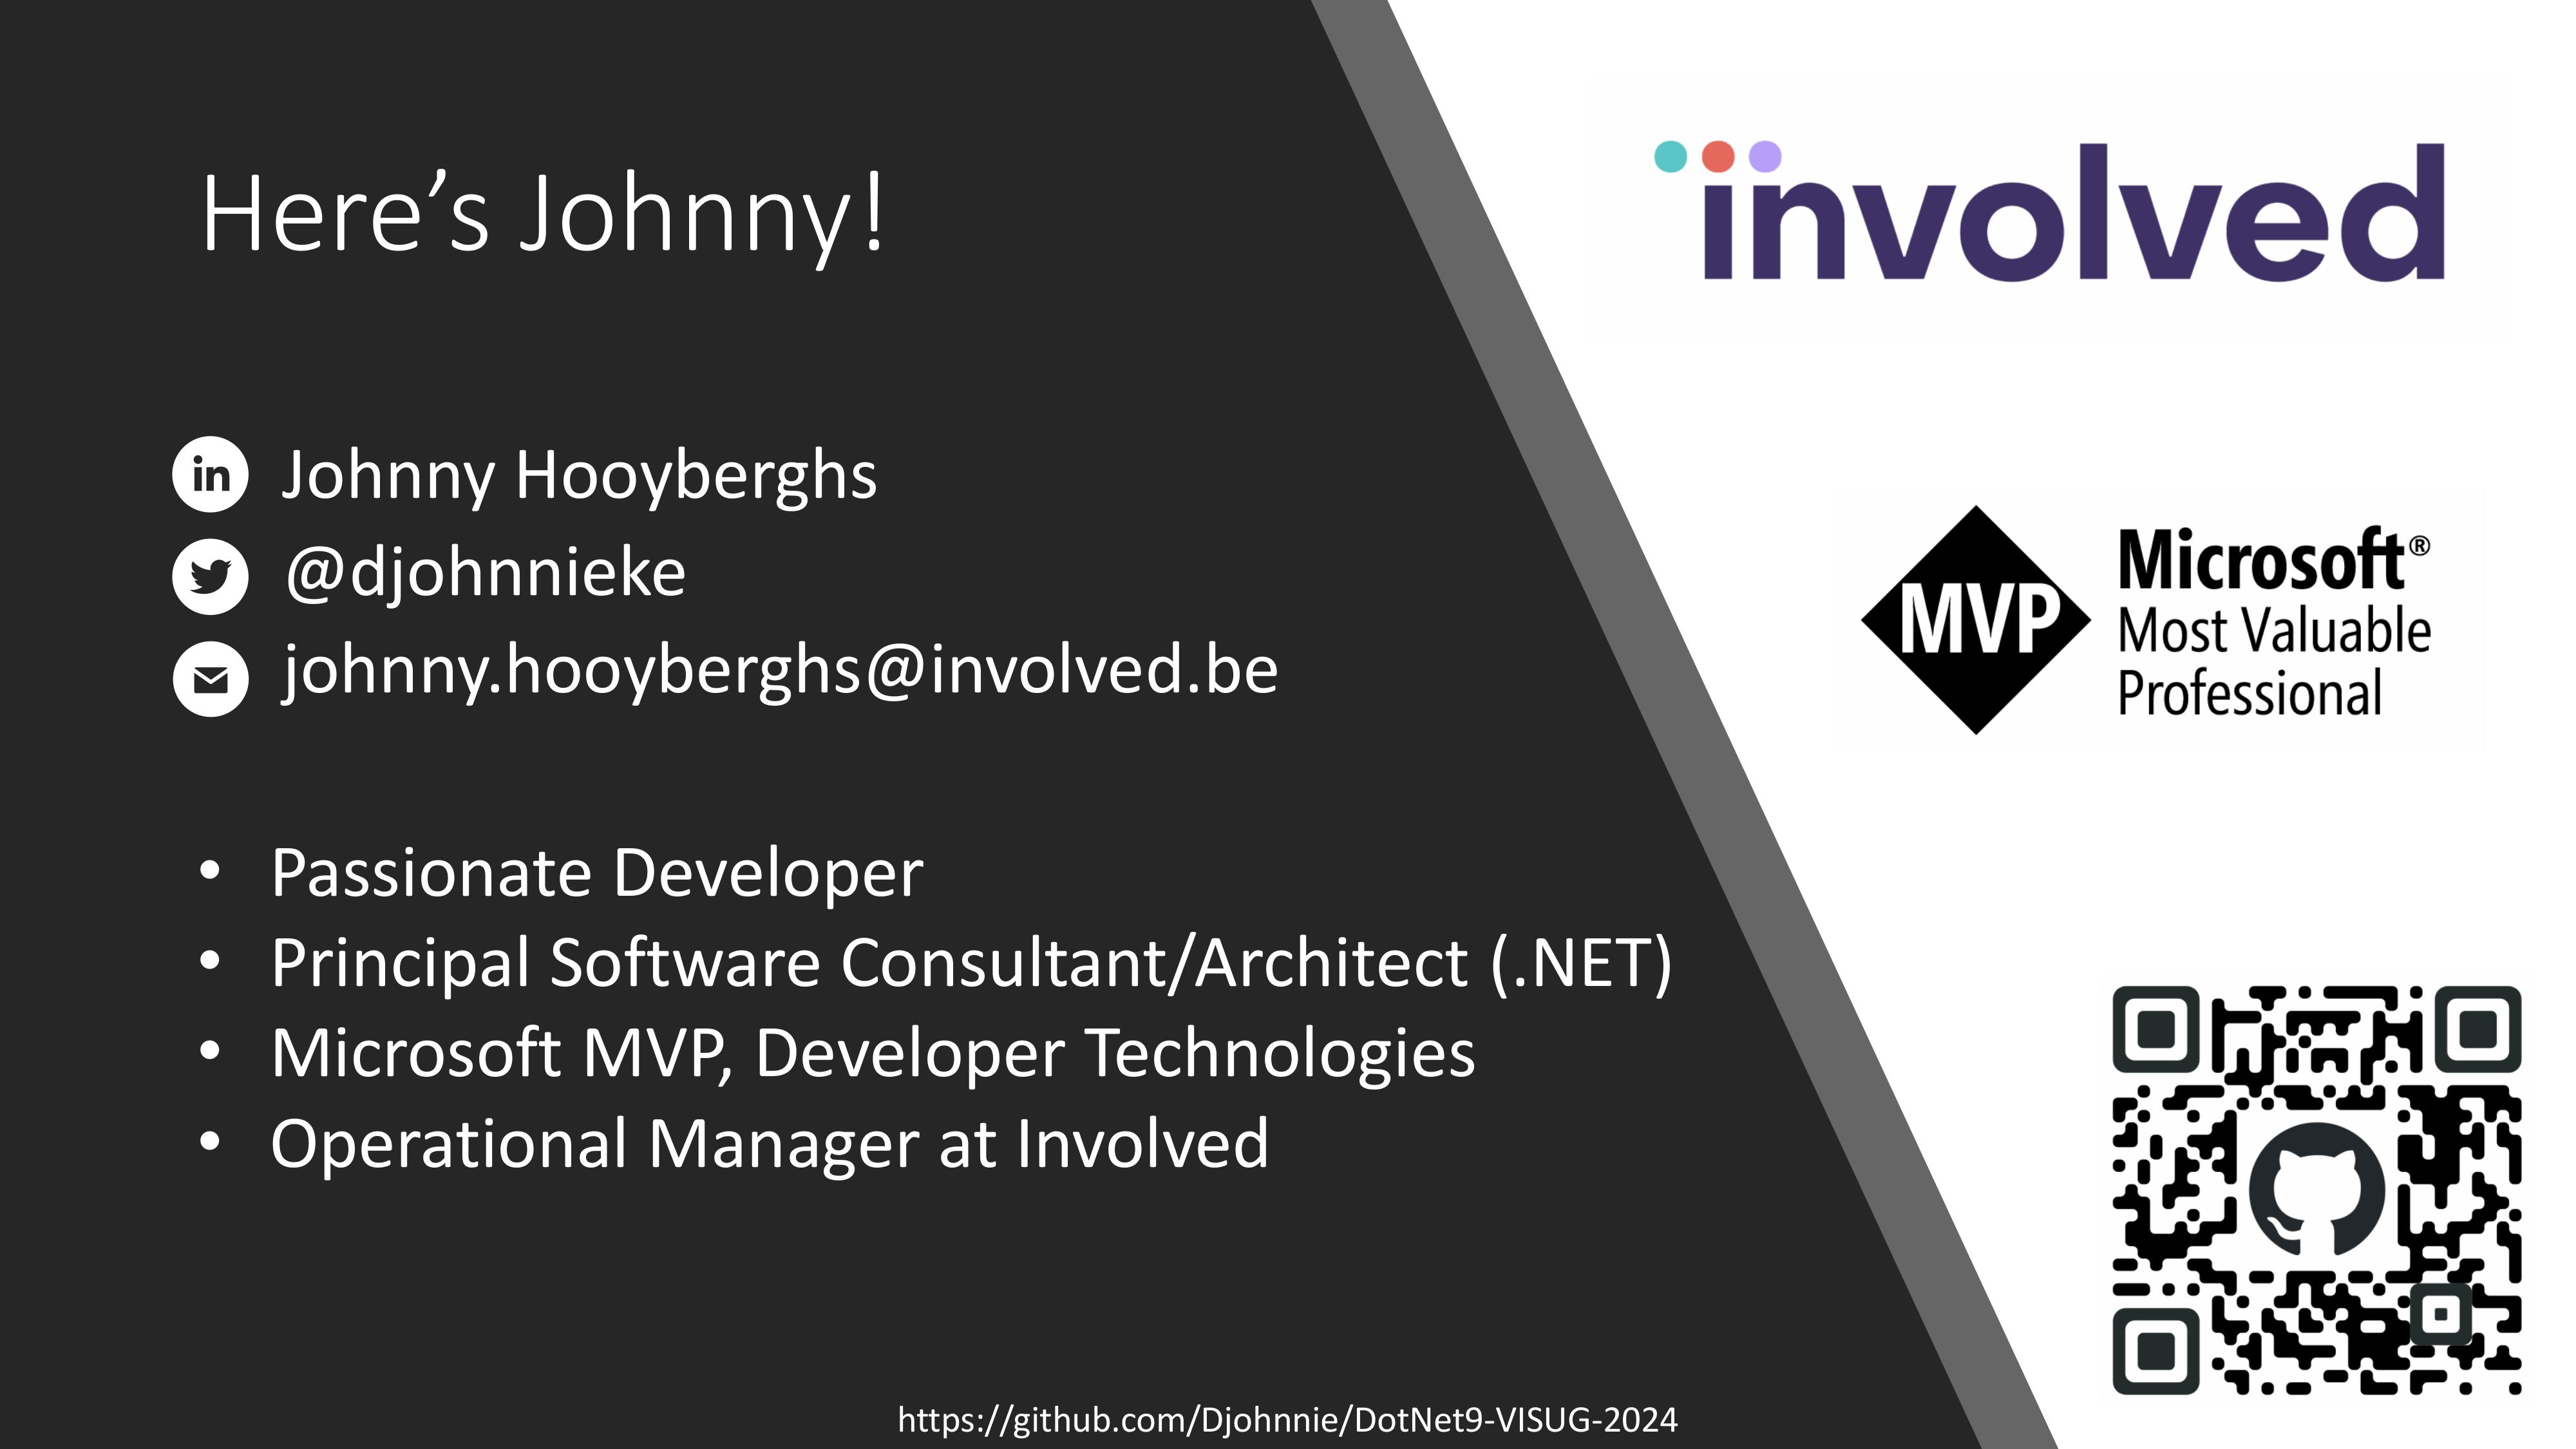 Here’s Johnny!
in Johnny Hooyberghs
@djohnnieke
johnny.hooyberghs@involved.be
• Passionate Developer
• Principal Software Consultant/Architect (.NET)
• Microsoft MVP, Developer Technologies
• Operational Manager at Involved
https://github.com/Djohnnie/DotNet9-VISUG-2024
involved
MVP
Microsoft®
Most Valuable
Professional